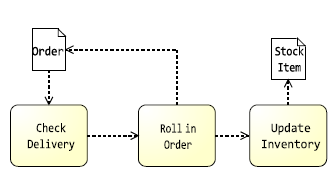 Order
Stock
Item
Check
Delivery
Roll in
Order
Update
Inventory